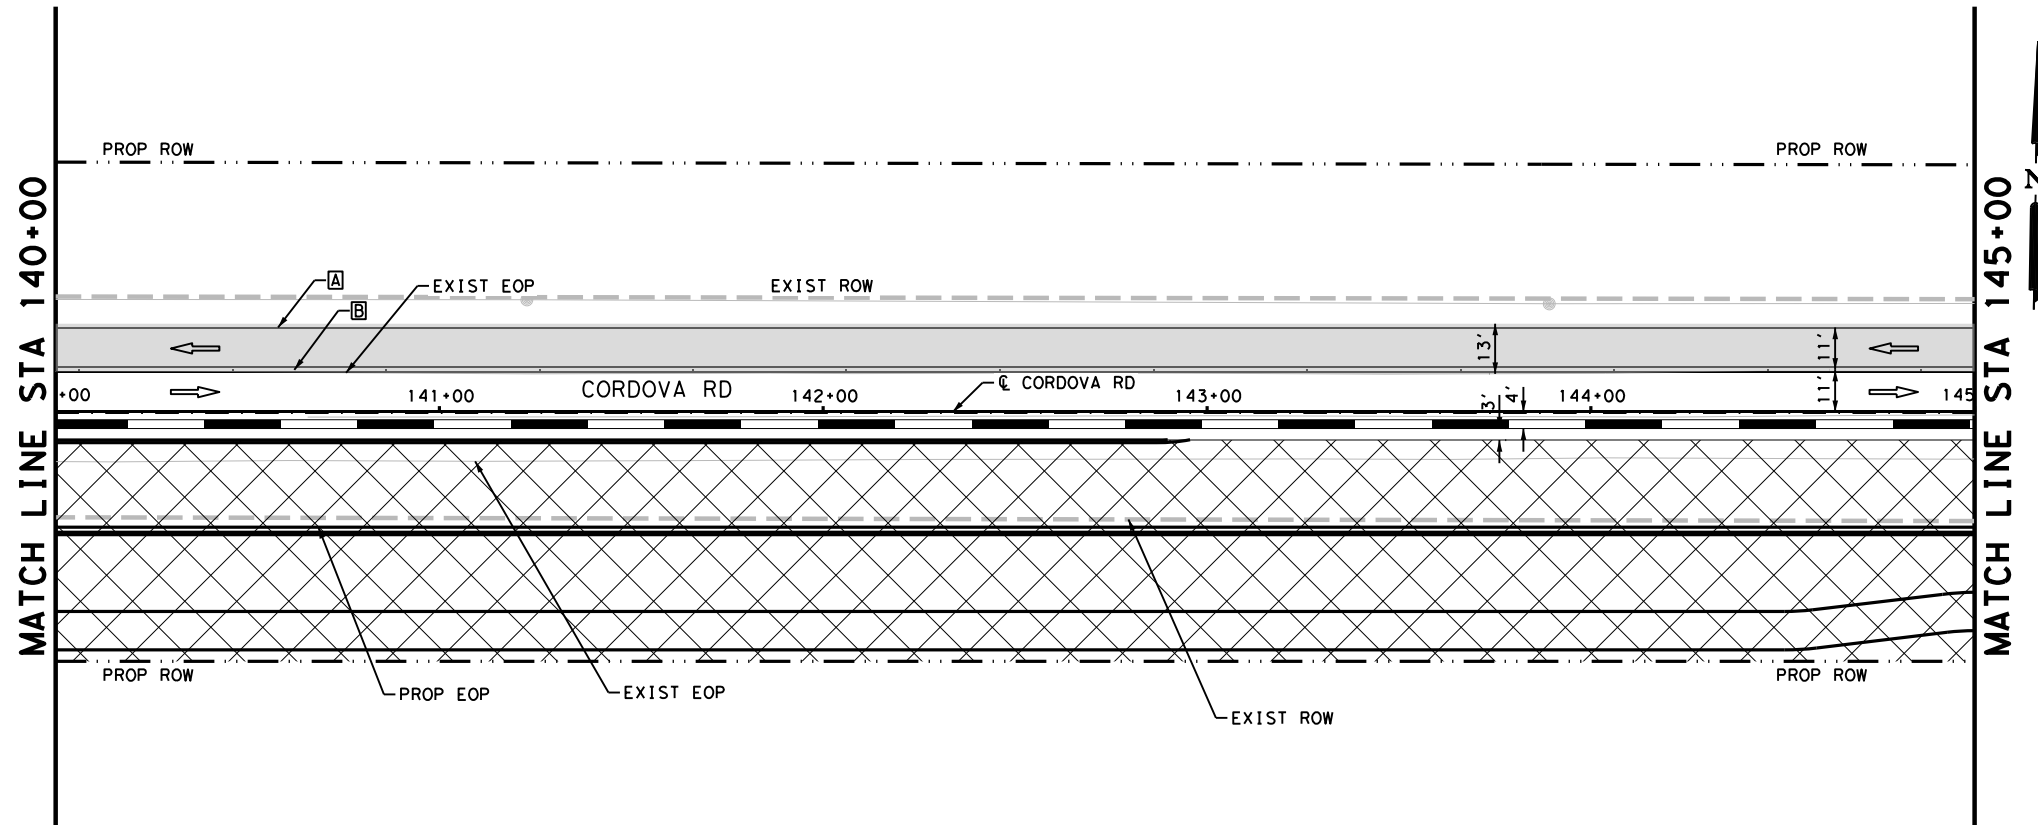 PROP ROW
PROP ROW
N
MATCH LINE STA 140+00
MATCH LINE STA 145+00
A
EXIST EOP
EXIST ROW
B
13'
11'
CORDOVA RD
℄ CORDOVA RD
+00
141+00
142+00
143+00
144+00
145
3'
4'
11'
PROP ROW
PROP ROW
PROP EOP
EXIST EOP
EXIST ROW